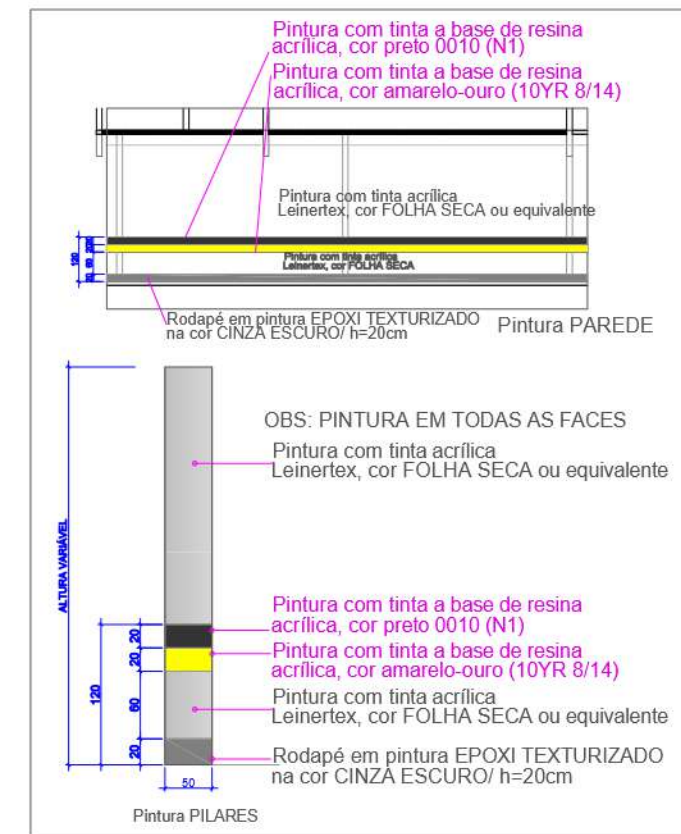 Pintura com tinta a base de resina
acrílica, cor preto 0010 (N1)
Pintura com tinta a base de resina
acrílica, cor amarelo-ouro (10YR 8/14)
Pintura com tinta acrílica
Leinertex, cor FOLHA SECA ou equivalente
Pintura com tinta acrílica
Leinertex, cor FOLHA SECA
120
20
20
60
20
Rodapé em pintura EPOXI TEXTURIZADO
na cor CINZA ESCURO/ h=20cm
Pintura PAREDE
OBS: PINTURA EM TODAS AS FACES
Pintura com tinta acrílica
Leinertex, cor FOLHA SECA ou equivalente
ALTURA VARIÁVEL
Pintura com tinta a base de resina
acrílica, cor preto 0010 (N1)
Pintura com tinta a base de resina
acrílica, cor amarelo-ouro (10YR 8/14)
Pintura com tinta acrílica
Leinertex, cor FOLHA SECA ou equivalente
Rodapé em pintura EPOXI TEXTURIZADO
na cor CINZA ESCURO/ h=20cm
120
20
20
60
20
50
Pintura PILARES